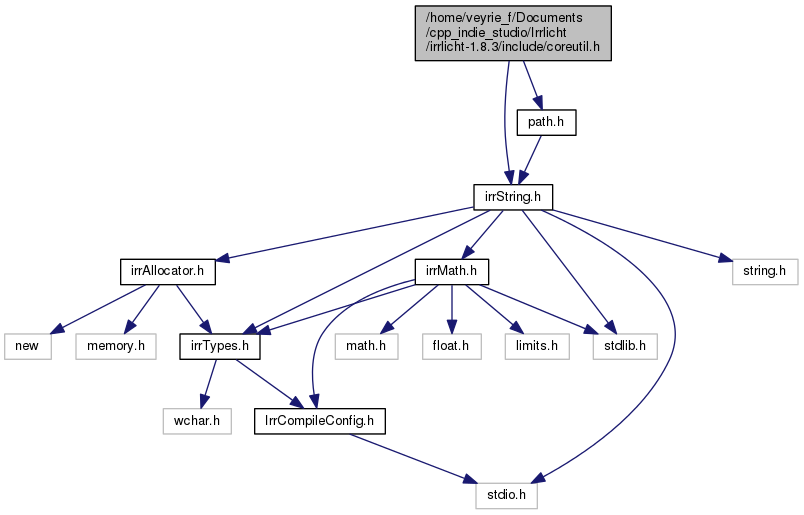 /home/veyrie_f/Documents
/cpp_indie_studio/Irrlicht
/irrlicht-1.8.3/include/coreutil.h
path.h
irrString.h
irrAllocator.h
irrMath.h
string.h
new
memory.h
irrTypes.h
math.h
float.h
limits.h
stdlib.h
wchar.h
IrrCompileConfig.h
stdio.h